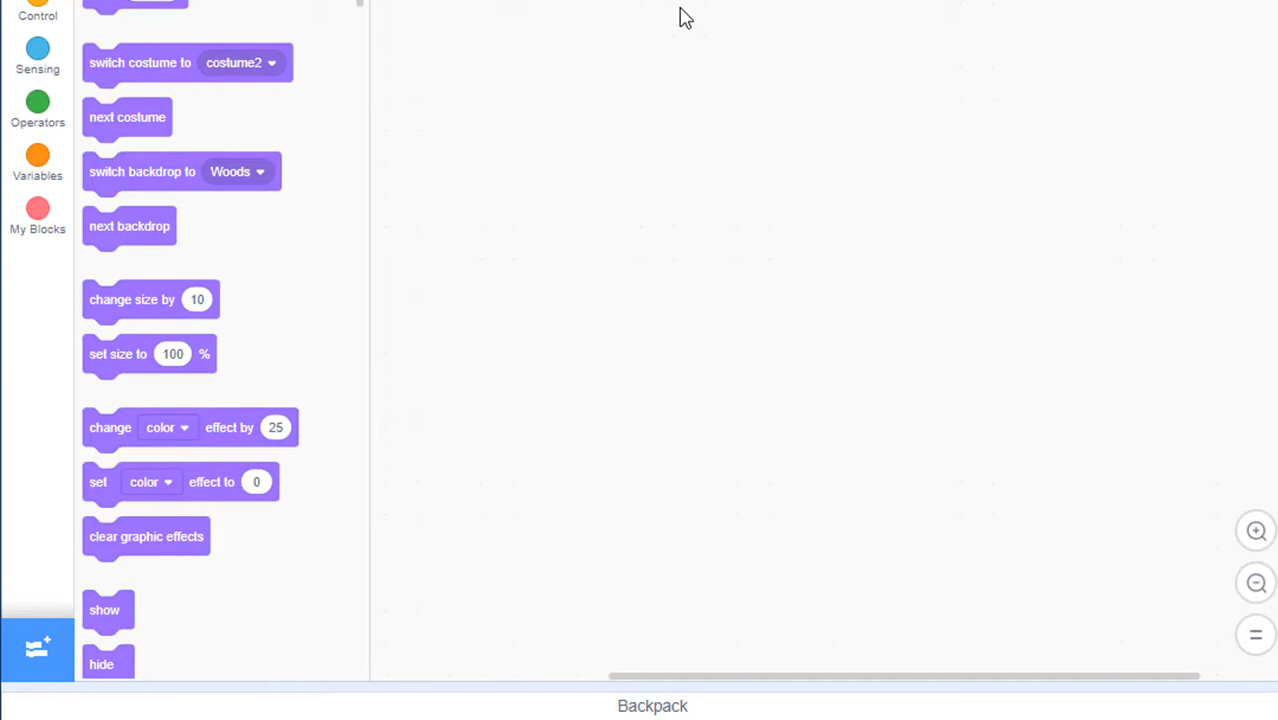 Control
Sensing
Operators
Variables
My Blocks
switch costume to costume2
next costume
switch backdrop to Woods
next backdrop
change size by 10
set size to 100 %
change color effect by 25
set color effect to 0
clear graphic effects
show
hide
Backpack